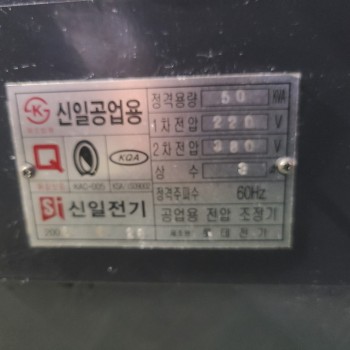 신일공업용
정격용량 50 KVA
1차전압 220 V
2차전압 380 V
상 수 3
정격주파수 60Hz
KQA
Si 신일전기
공업용 전압 조정기